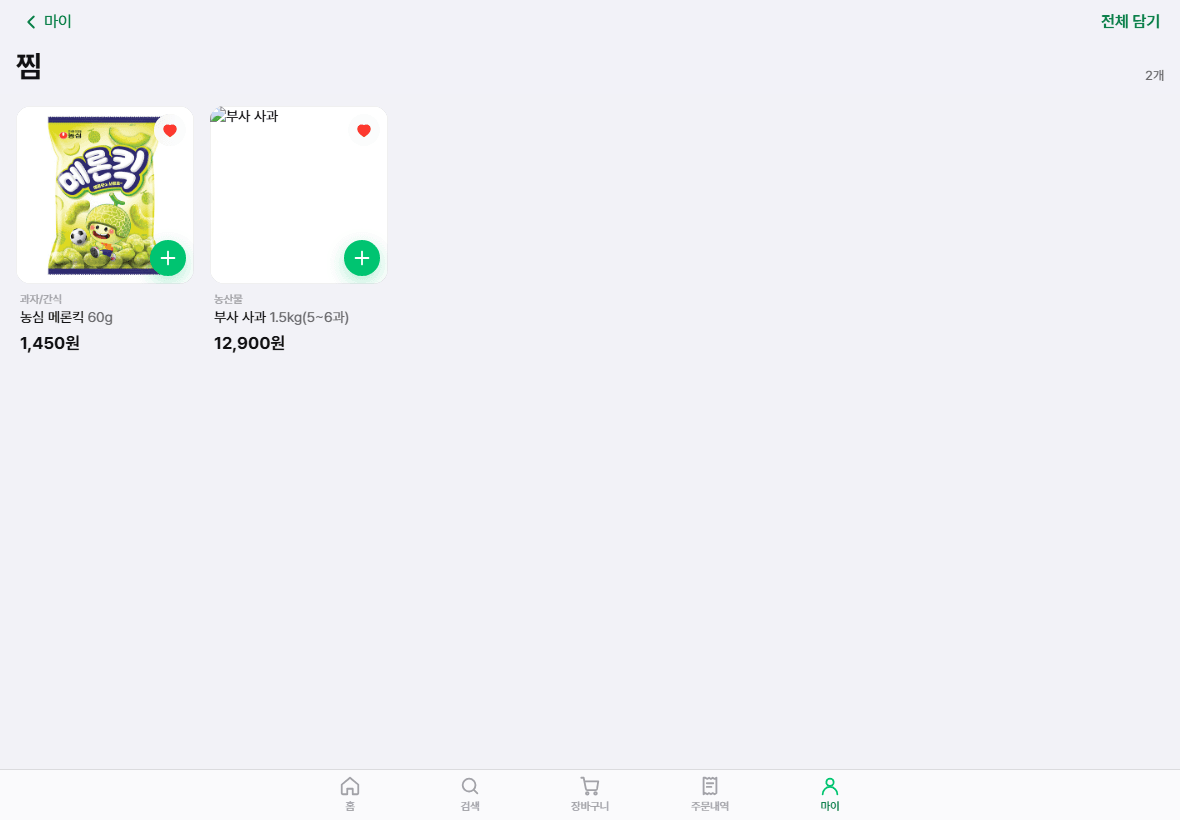 마이
전체 담기
찜
2개
농심
메론킥
부사 사과
과자/간식
농심 메론킥 60g
1,450원
농산물
부사 사과 1.5kg(5~6과)
12,900원
홈
검색
장바구니
주문내역
마이